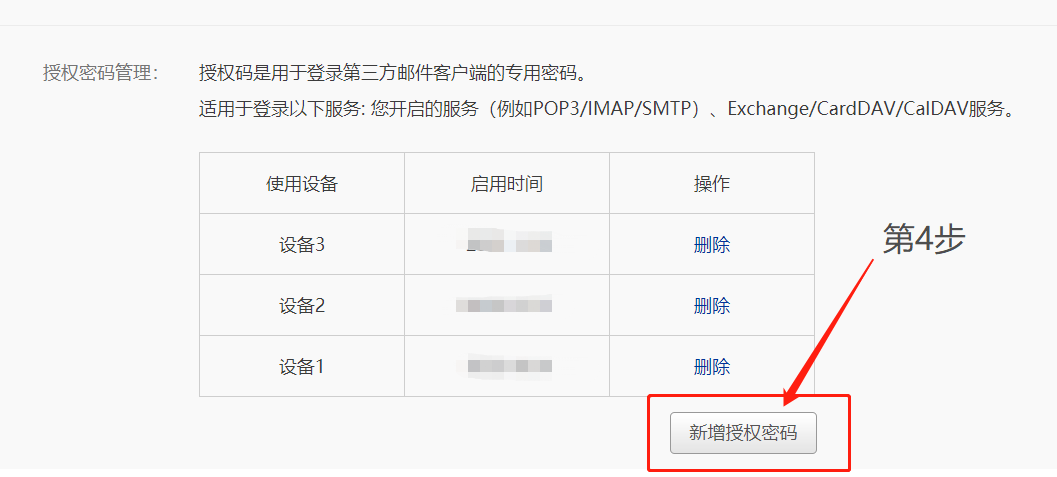 授权密码管理：
授权码是用于登录第三方邮件客户端的专用密码。
适用于登录以下服务: 您开启的服务（例如POP3/IMAP/SMTP）、Exchange/CardDAV/CalDAV服务。
使用设备 启用时间 操作
设备3 删除
第4步
设备2 删除
设备1 删除
新增授权密码